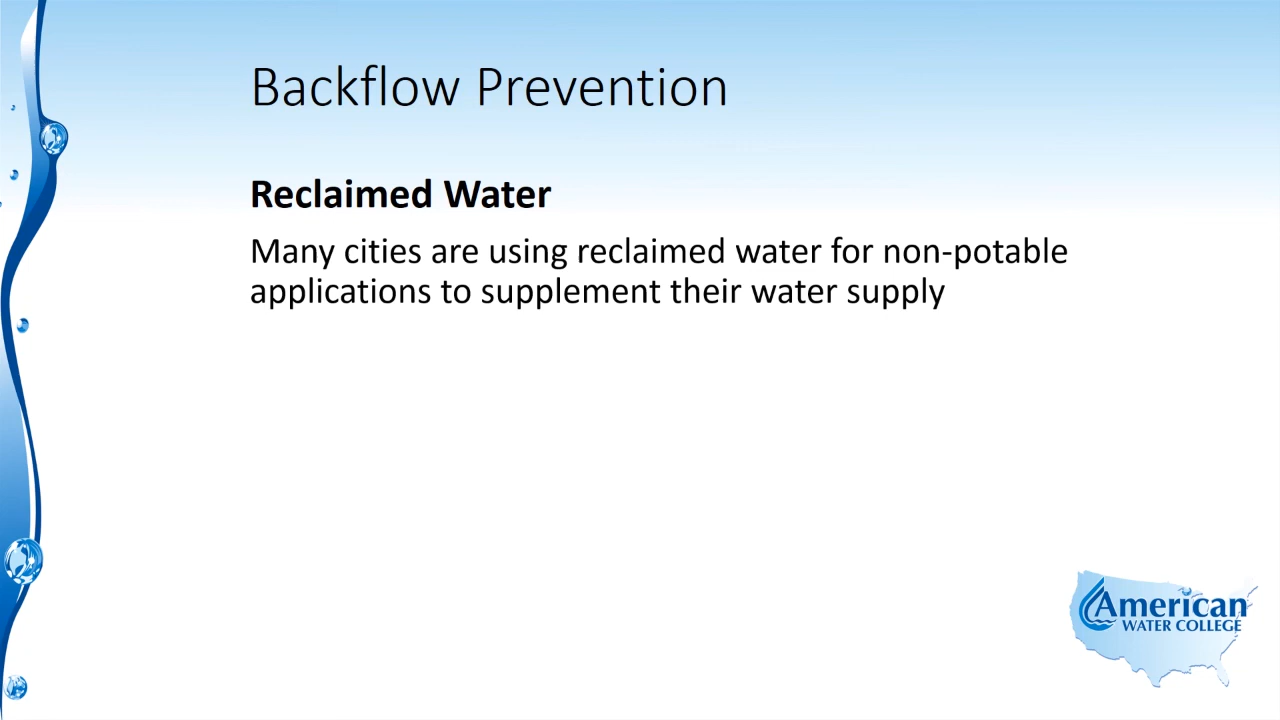 Backflow Prevention
Reclaimed Water
Many cities are using reclaimed water for non-potable
applications to supplement their water supply
American
WATER COLLEGE